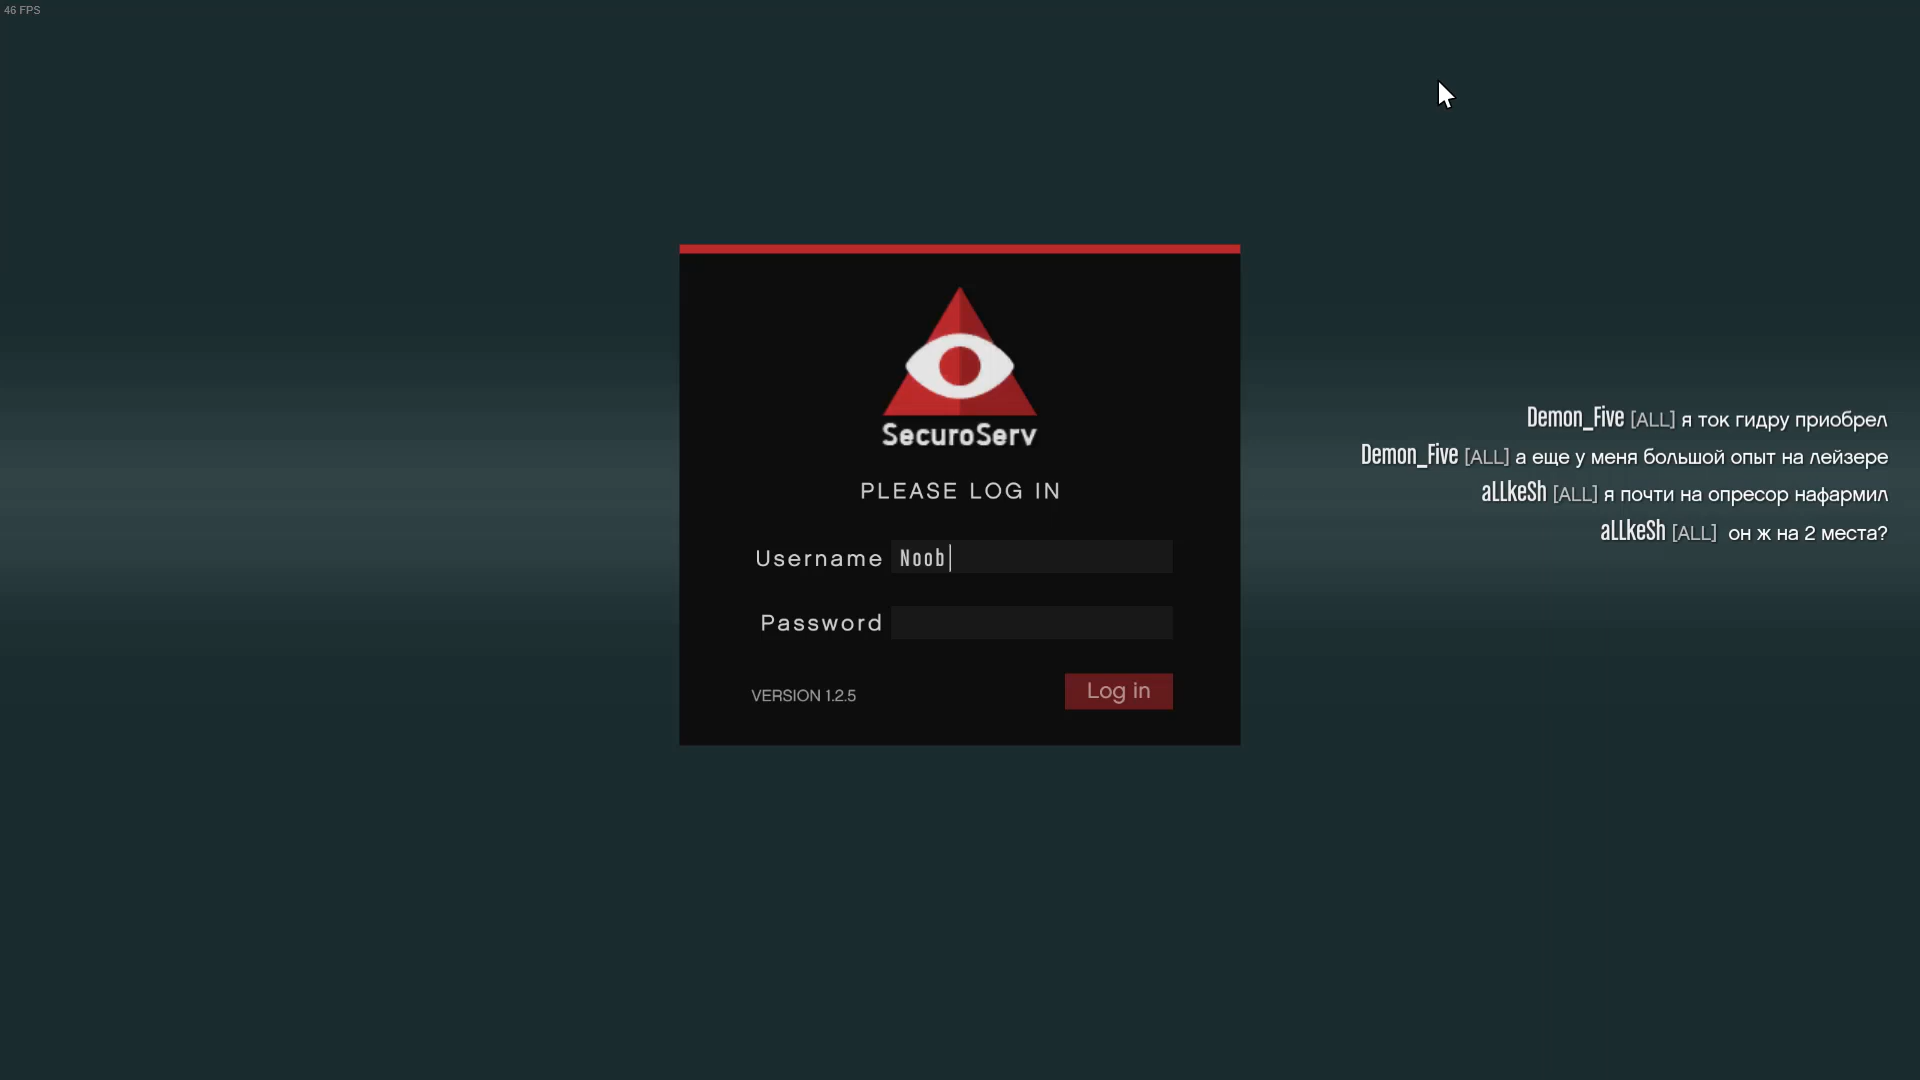 46 FPS
SecuroServ
PLEASE LOG IN
Username Noob
Password
VERSION 1.2.5
Log in
Demon_Five [ALL] я ток гидру приобрел
Demon_Five [ALL] а еще у меня большой опыт на лейзере
aLLkeSh [ALL] я почти на опресор нафармил
aLLkeSh [ALL] он ж на 2 места?